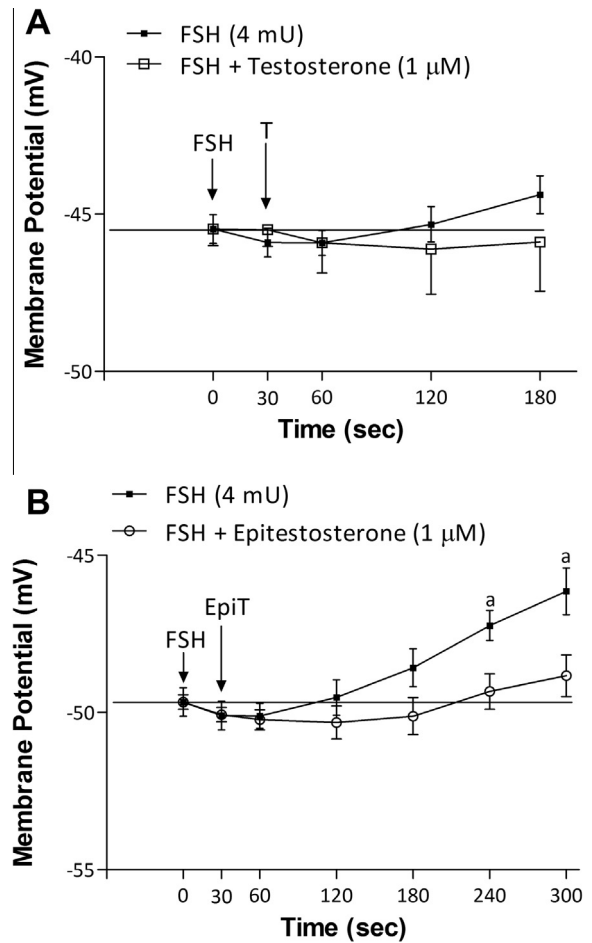 A
FSH (4 mU)
FSH + Testosterone (1 μM)
Membrane Potential (mV)
-40
-45
-50
FSH
T
0 30 60 120 180
Time (sec)
B
FSH (4 mU)
FSH + Epitestosterone (1 μM)
Membrane Potential (mV)
-45
-50
-55
EpiT
FSH
a
a
0 30 60 120 180 240 300
Time (sec)